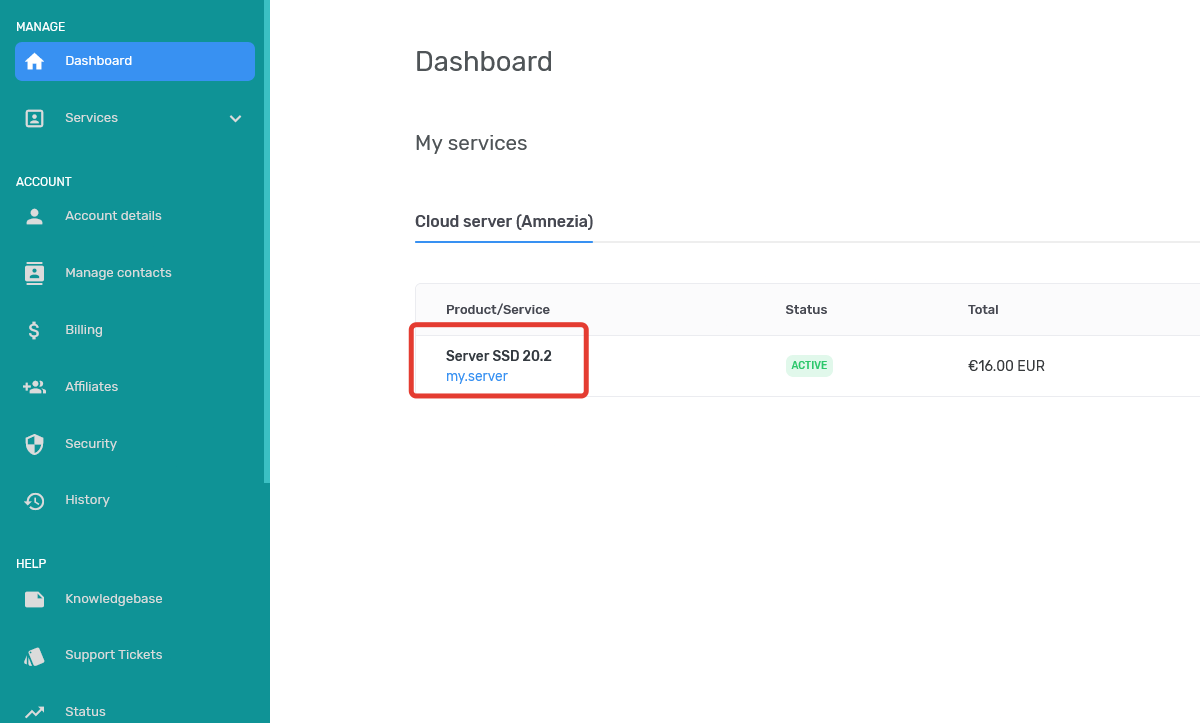 MANAGE
Dashboard
Services
ACCOUNT
Account details
Manage contacts
Billing
Affiliates
Security
History
HELP
Knowledgebase
Support Tickets
Status
Dashboard
My services
Cloud server (Amnezia)
Product/Service Status Total
Server SSD 20.2
my.server
ACTIVE
€16.00 EUR